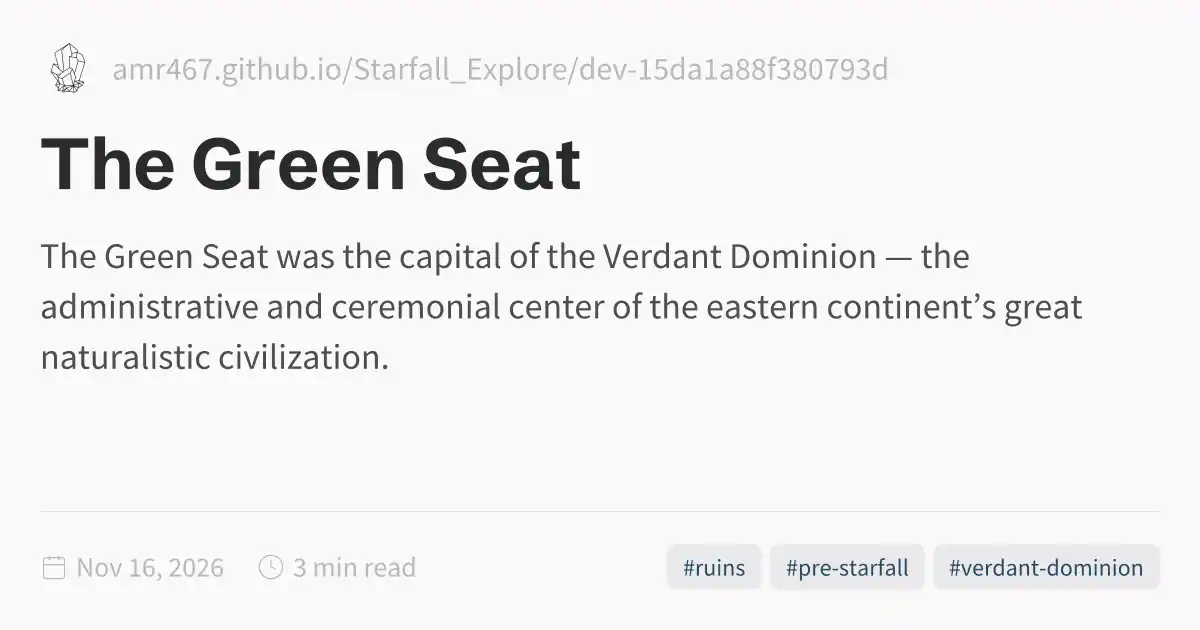 amr467.github.io/Starfall_Explore/dev-15da1a88f380793d
The Green Seat
The Green Seat was the capital of the Verdant Dominion — the
administrative and ceremonial center of the eastern continent’s great
naturalistic civilization.
Nov 16, 2026 3 min read #ruins #pre-starfall #verdant-dominion